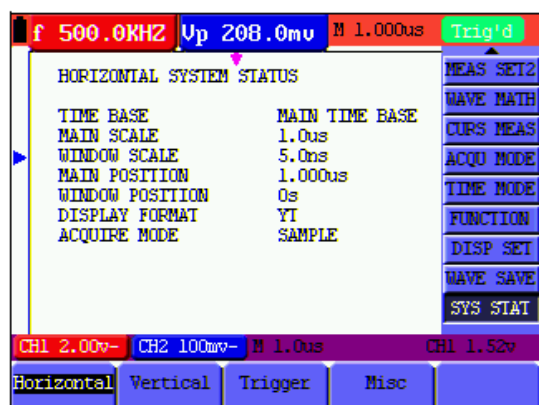 f 500.0KHZ Vp 208.0mv M 1.000us Trig'd
HORIZONTAL SYSTEM STATUS
TIME BASE MAIN TIME BASE
MAIN SCALE 1.0us
WINDOW SCALE 5.0ns
MAIN POSITION 1.000us
WINDOW POSITION 0s
DISPLAY FORMAT YT
ACQUIRE MODE SAMPLE
MEAS SET2
WAVE MATH
CURS MEAS
ACQU MODE
TIME MODE
FUNCTION
DISP SET
WAVE SAVE
SYS STAT
CH1 2.00v- CH2 100mv- M 1.0us CH1 1.52v
Horizontal Vertical Trigger Misc